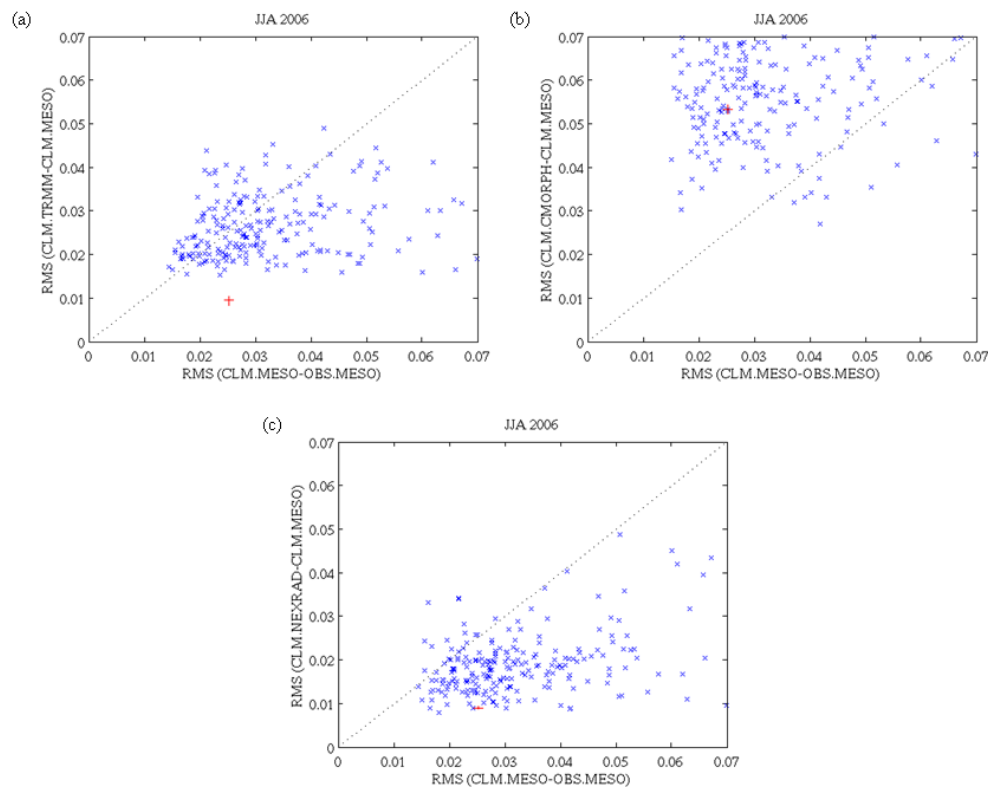 (a)
JJA 2006
0.07
0.06
0.05
0.04
0.03
0.02
0.01
0
RMS (CLM.TRMM-CLM.MESO)
0 0.01 0.02 0.03 0.04 0.05 0.06 0.07
RMS (CLM.MESO-OBS.MESO)
(b)
JJA 2006
0.07
0.06
0.05
0.04
0.03
0.02
0.01
0
RMS (CLM.CMORPH-CLM.MESO)
0 0.01 0.02 0.03 0.04 0.05 0.06 0.07
RMS (CLM.MESO-OBS.MESO)
(c)
JJA 2006
0.07
0.06
0.05
0.04
0.03
0.02
0.01
0
RMS (CLM.NEXRAD-CLM.MESO)
0 0.01 0.02 0.03 0.04 0.05 0.06 0.07
RMS (CLM.MESO-OBS.MESO)